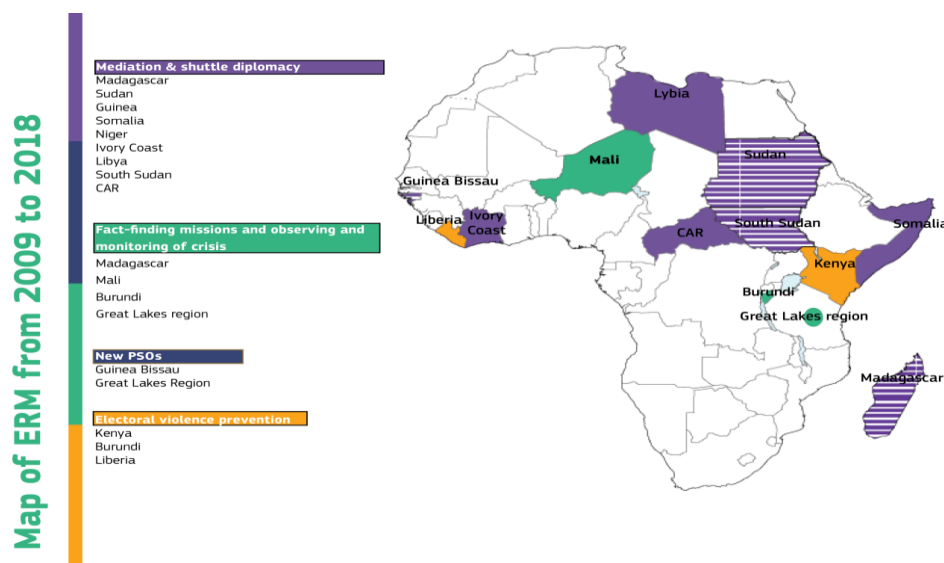 Map of ERM from 2009 to 2018
Mediation & shuttle diplomacy
Madagascar
Sudan
Guinea
Somalia
Niger
Ivory Coast
Libya
South Sudan
CAR
Fact-finding missions and observing and
monitoring of crisis
Madagascar
Mali
Burundi
Great Lakes region
New PSOs
Guinea Bissau
Great Lakes Region
Electoral violence prevention
Kenya
Burundi
Liberia
Lybia
Mali
Sudan
Guinea Bissau
Liberia
Ivory
Coast
CAR
South Sudan
Somalia
Kenya
Burundi
Great Lakes region
Madagascar